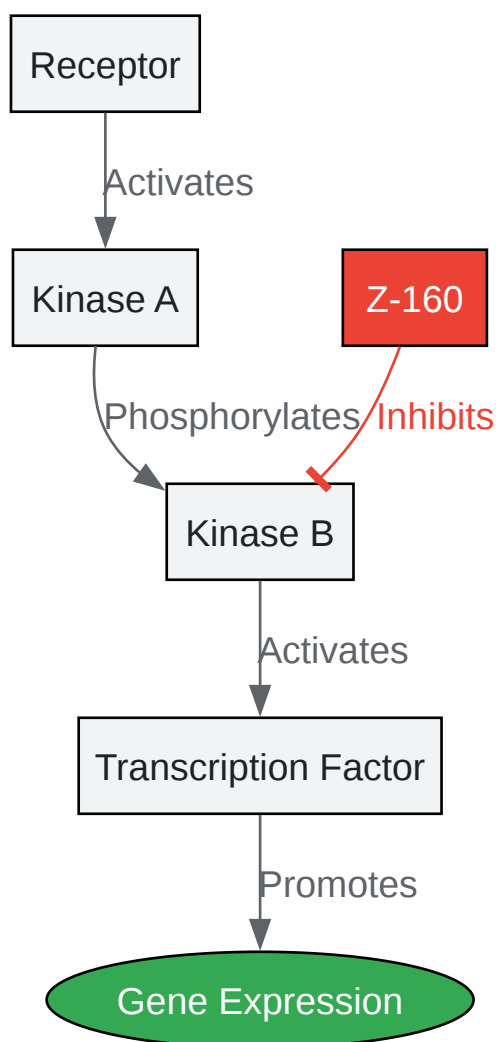 Receptor
Activates
Kinase A
Z-160
Phosphorylates
Inhibits
Kinase B
Activates
Transcription Factor
Promotes
Gene Expression